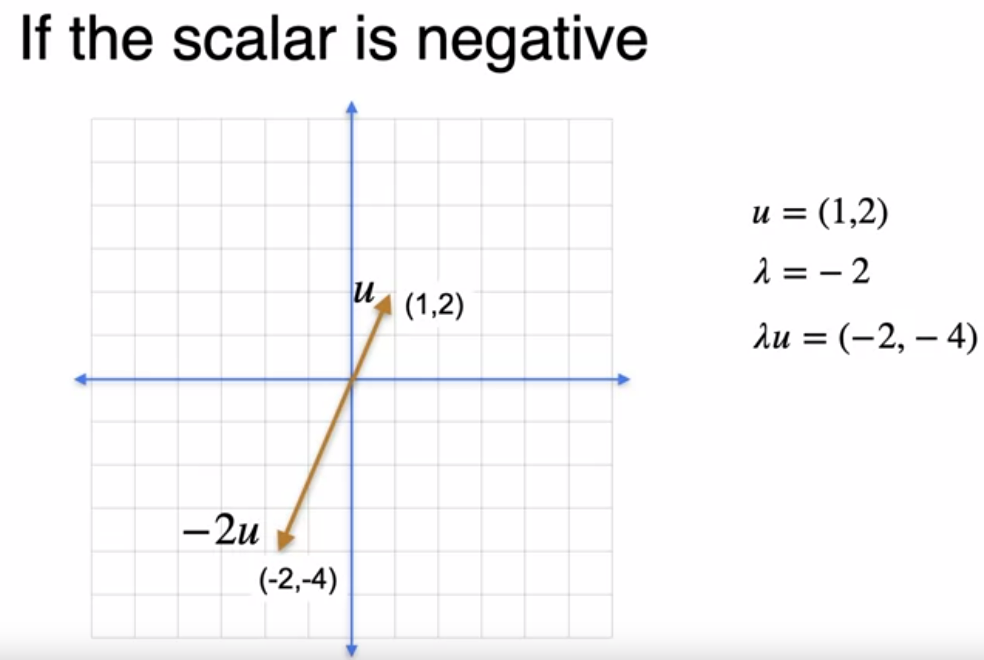 If the scalar is negative
u = (1,2)
λ = − 2
λu = (−2, − 4)
u
(1,2)
−2u
(-2,-4)